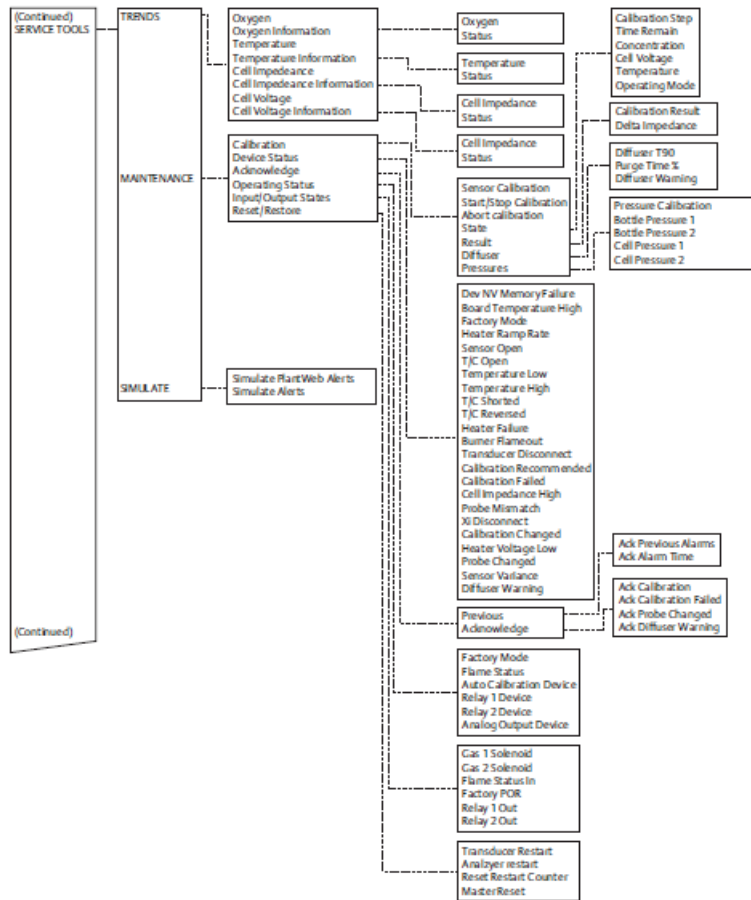 (Continued)
SERVICE TOOLS
(Continued)
TRENDS
MAINTENANCE
SIMULATE
Oxygen
Oxygen Information
Temperature
Temperature Information
Cell Impedeance
Cell Impedeance Information
Cell Voltage
Cell Voltage Information
Calibration
Device Status
Acknowledge
Operating Status
Input/Output States
Reset/Restore
Simulate PlantWeb Alerts
Simulate Alerts
Oxygen
Status
Temperature
Status
Cell Impedance
Status
Cell Impedance
Status
Sensor Calibration
Start/Stop Calibration
Abort calibration
State
Result
Diffuser
Pressures
Dev NV Memory Failure
Board Temperature High
Factory Mode
Heater Ramp Rate
Sensor Open
T/C Open
Temperature Low
Temperature High
T/C Shorted
T/C Reversed
Heater Failure
Burner Flameout
Transducer Disconnect
Calibration Recommended
Calibration Failed
Cell Impedance High
Probe Mismatch
Xi Disconnect
Calibration Changed
Heater Voltage Low
Probe Changed
Sensor Variance
Diffuser Warning
Previous
Acknowledge
Factory Mode
Flame Status
Auto Calibration Device
Relay 1 Device
Relay 2 Device
Analog Output Device
Gas 1 Solenoid
Gas 2 Solenoid
Flame Status In
Factory POR
Relay 1 Out
Relay 2 Out
Transducer Restart
Analzyer restart
Reset Restart Counter
Master Reset
Calibration Step
Time Remain
Concentration
Cell Voltage
Temperature
Operating Mode
Calibration Result
Delta Impedance
Diffuser T90
Purge Time %
Diffuser Warning
Pressure Calibration
Bottle Pressure 1
Bottle Pressure 2
Cell Pressure 1
Cell Pressure 2
Ack Previous Alarms
Ack Alarm Time
Ack Calibration
Ack Calibration Failed
Ack Probe Changed
Ack Diffuser Warning